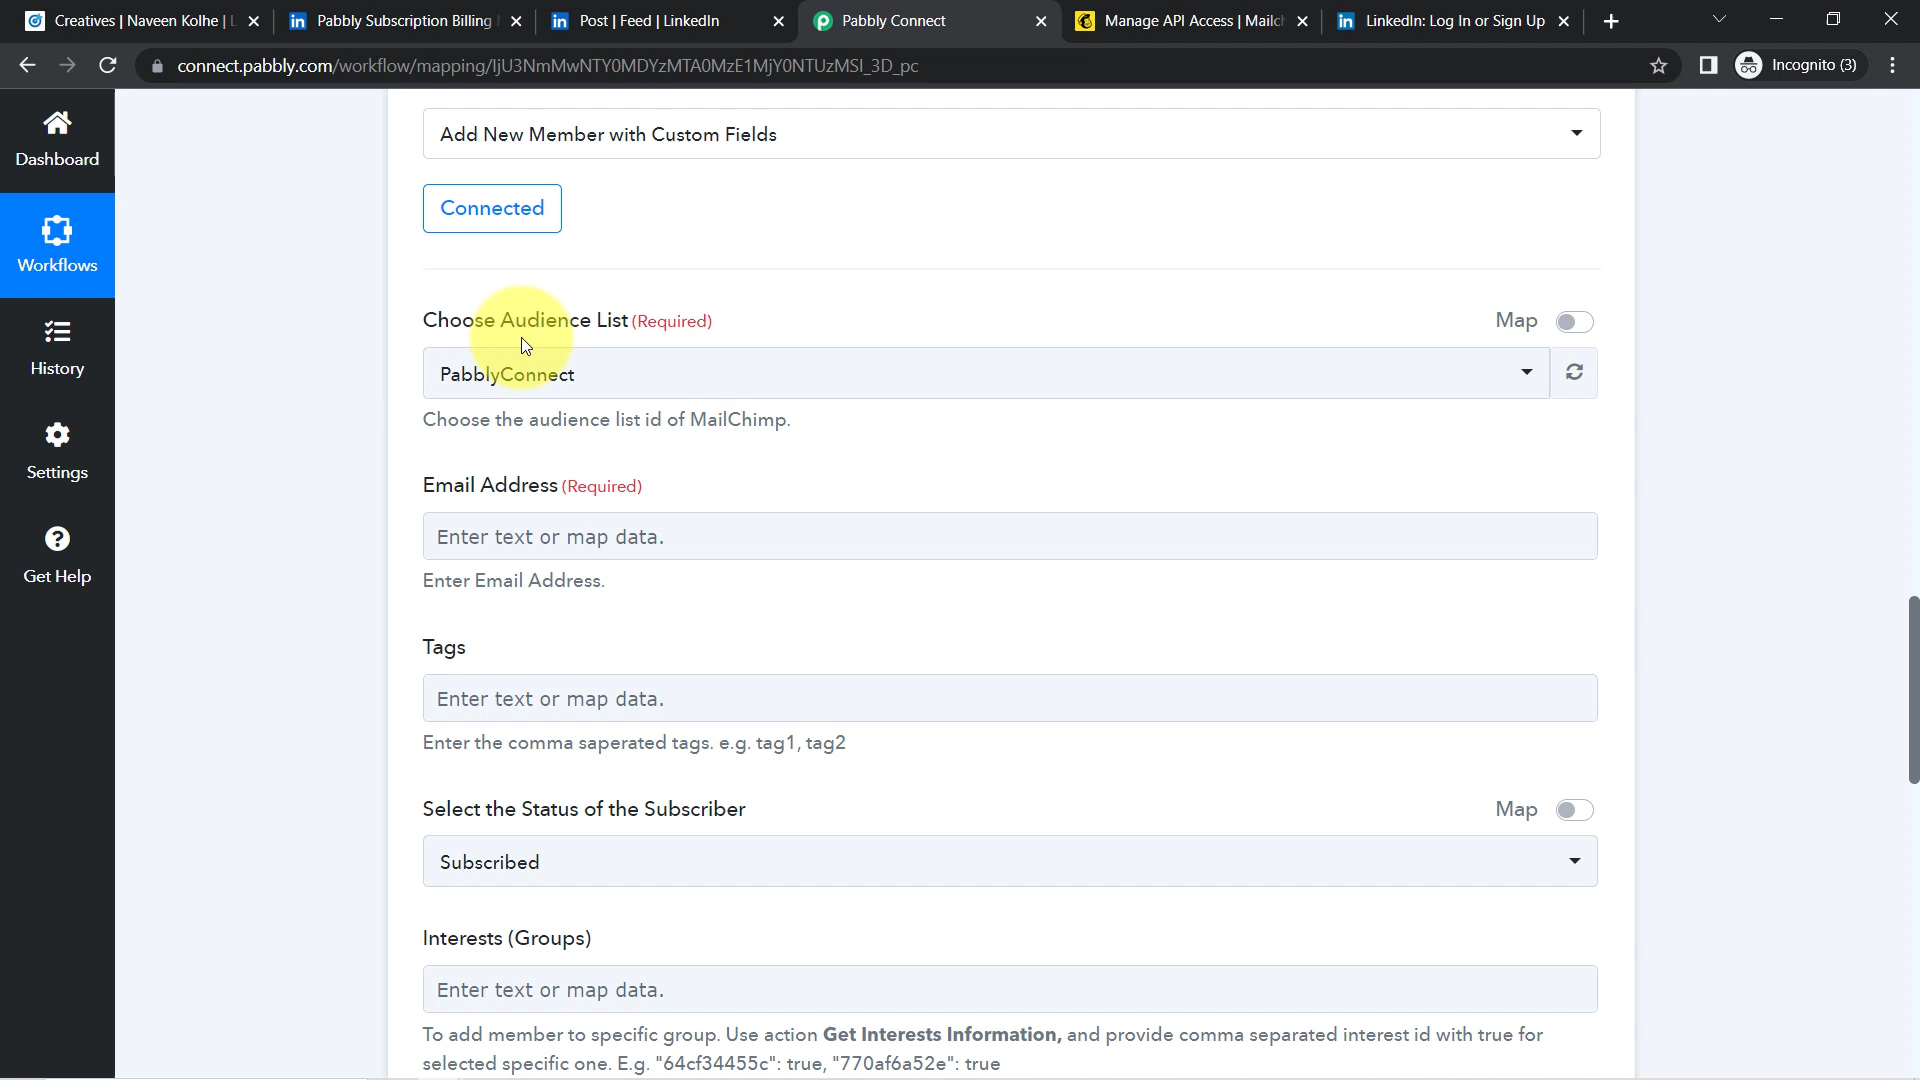 Creatives | Naveen Kolhe | L
Pabbly Subscription Billing
Post | Feed | LinkedIn
Pabbly Connect
Manage API Access | Mailch
LinkedIn: Log In or Sign Up
connect.pabbly.com/workflow/mapping/IjU3NmMwNTY0MDYzMTA0MzE1MjY0NTUzMSI_3D_pc
Incognito (3)
Dashboard
Workflows
History
Settings
Get Help
Add New Member with Custom Fields
Connected
Choose Audience List (Required)
Map
PabblyConnect
Choose the audience list id of MailChimp.
Email Address (Required)
Enter text or map data.
Enter Email Address.
Tags
Enter text or map data.
Enter the comma saperated tags. e.g. tag1, tag2
Select the Status of the Subscriber
Map
Subscribed
Interests (Groups)
Enter text or map data.
To add member to specific group. Use action Get Interests Information, and provide comma separated interest id with true for
selected specific one. E.g. "64cf34455c": true, "770af6a52e": true